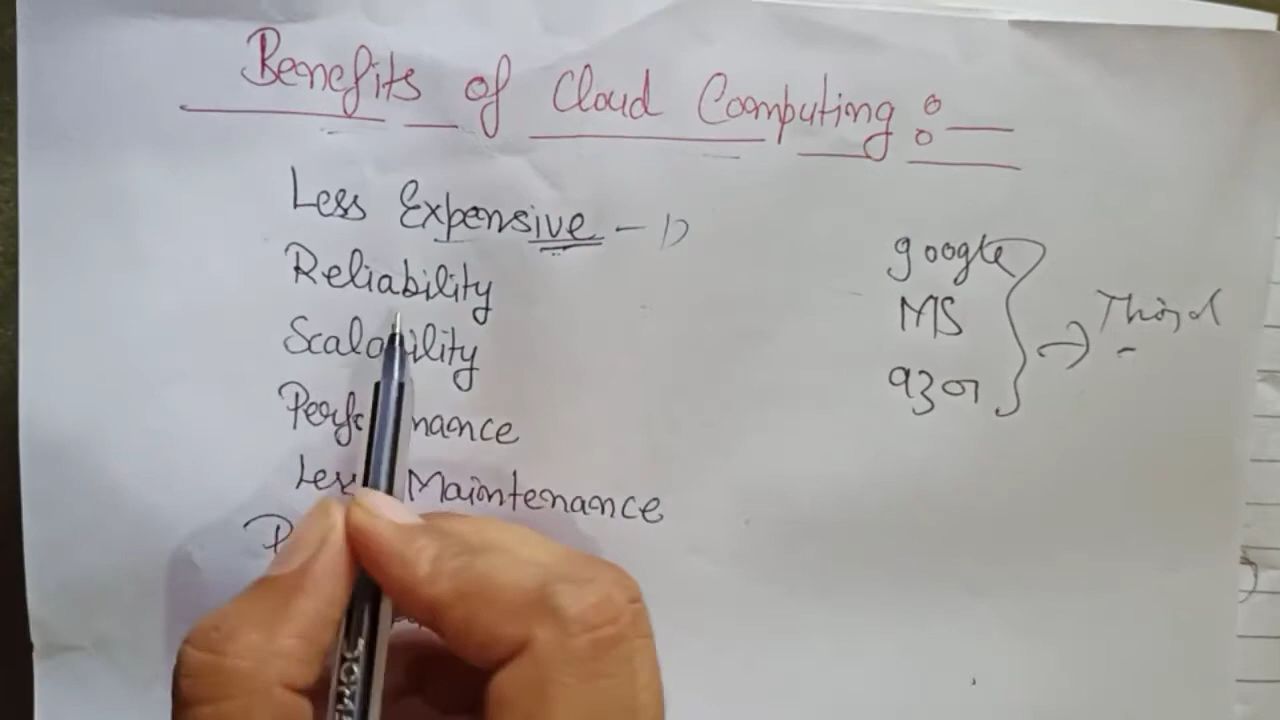 Benefits of Cloud Computing :-
Less Expensive -
Reliability
Scalability
Performance
Less Maintenance
google
MS
Third